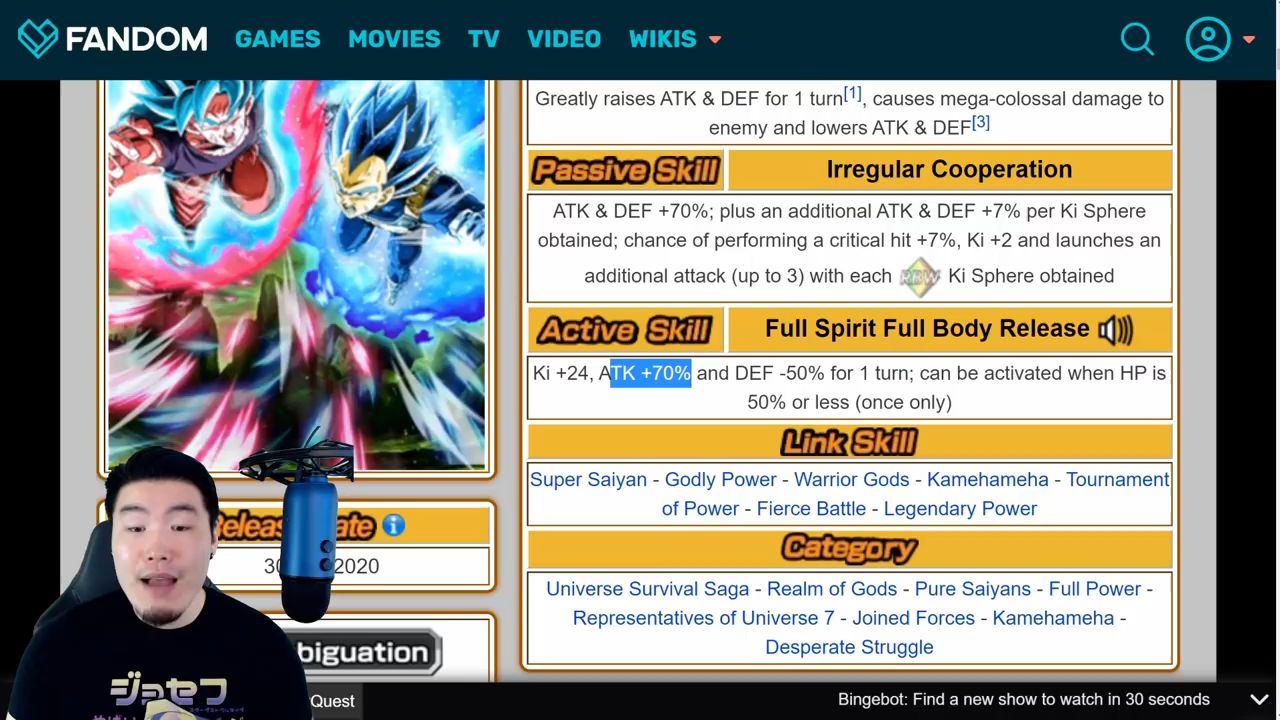 FANDOM GAMES MOVIES TV VIDEO WIKIS
Greatly raises ATK & DEF for 1 turn[1], causes mega-colossal damage to
enemy and lowers ATK & DEF[3]
Passive Skill Irregular Cooperation
ATK & DEF +70%; plus an additional ATK & DEF +7% per Ki Sphere
obtained; chance of performing a critical hit +7%, Ki +2 and launches an
additional attack (up to 3) with each RBW Ki Sphere obtained
Active Skill Full Spirit Full Body Release
Ki +24, ATK +70% and DEF -50% for 1 turn; can be activated when HP is
50% or less (once only)
Link Skill
Super Saiyan - Godly Power - Warrior Gods - Kamehameha - Tournament
of Power - Fierce Battle - Legendary Power
Category
Universe Survival Saga - Realm of Gods - Pure Saiyans - Full Power -
Representatives of Universe 7 - Joined Forces - Kamehameha -
Desperate Struggle
2020
Quest
Bingebot: Find a new show to watch in 30 seconds
ジョセフ